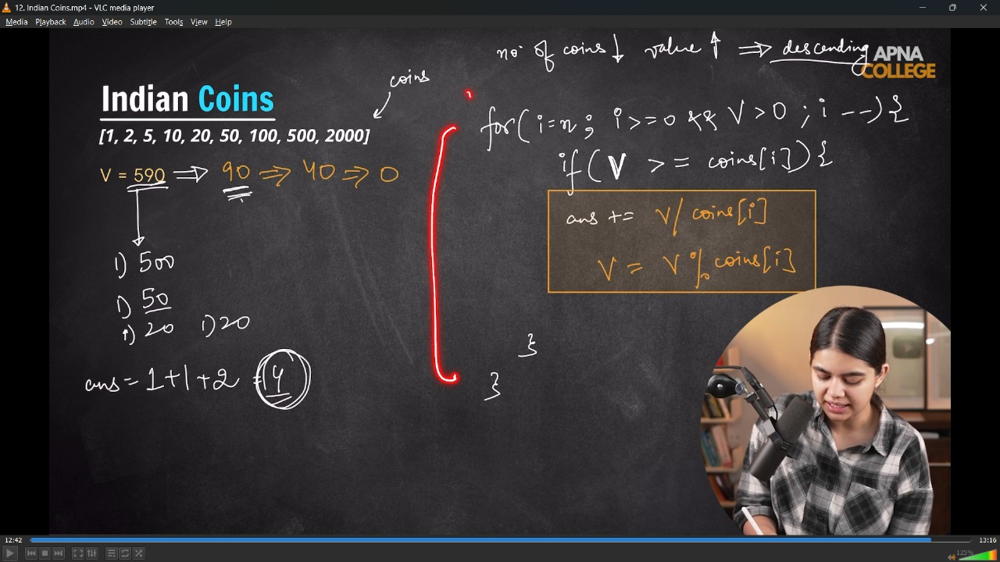 12. Indian Coins.mp4 - VLC media player
Media Playback Audio Video Subtitle Tools View Help
no. of coins ↓ value ↑ ⇒ descending
APNA
COLLEGE
coins
Indian Coins
[1, 2, 5, 10, 20, 50, 100, 500, 2000]
V = 590 ⇒ 90 ⇒ 40 ⇒ 0
1) 500
1) 50
1) 20 1) 20
ans = 1+1+2 = 4
for( i=n; i>=0 && V>0 ; i --){
if( V >= coins[i]){
ans += V/ coins[i]
V = V % coins[i]
}
}
12:42
13:16
125%